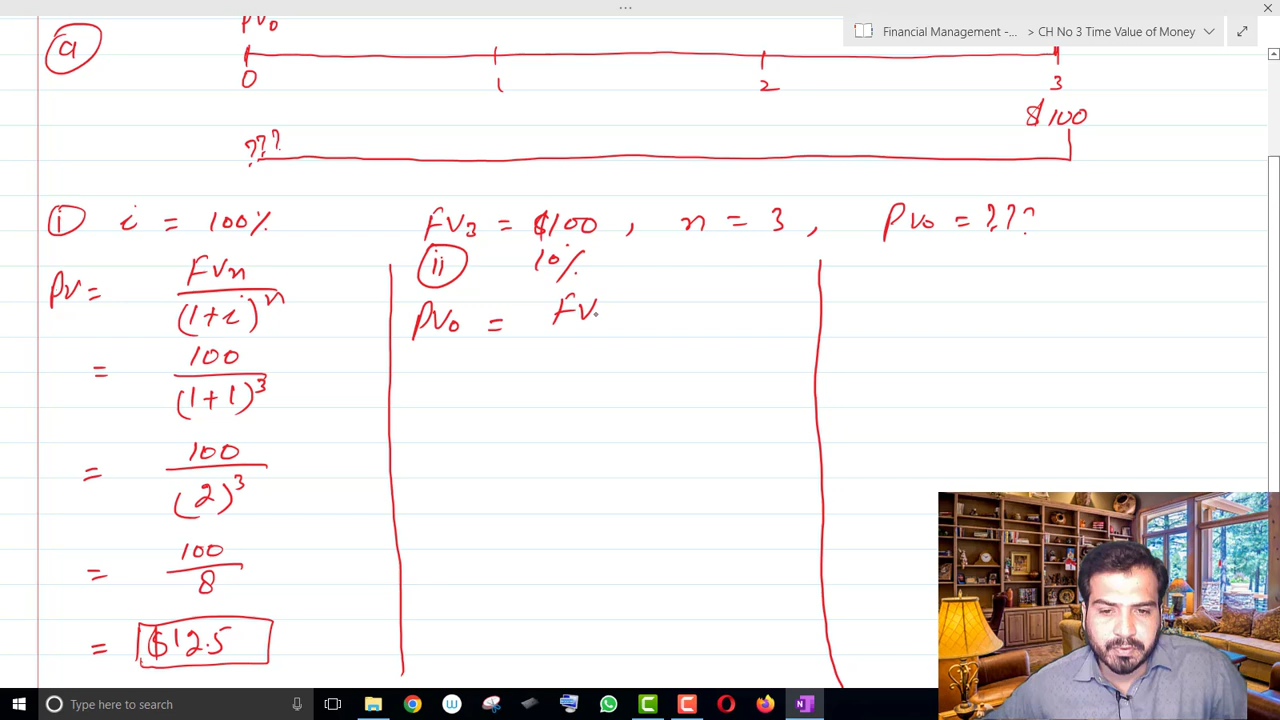 Financial Management -... > CH No 3 Time Value of Money
PV0
a
0 1 2 3
$100
???
i i = 100% FV3 = $100 , n = 3 , PV0 = ???
PV = FVn
(1+i)^n
= 100
(1+1)^3
= 100
(2)^3
= 100
8
= $12.5
ii 10%
PV0 = FV
Type here to search